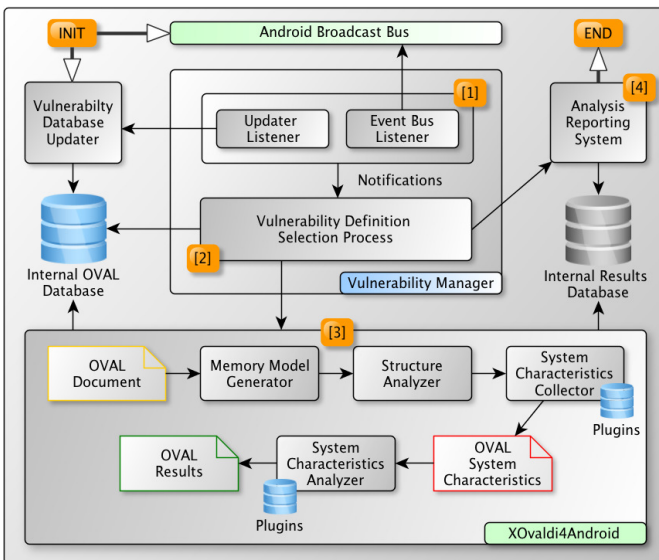 INIT
Android Broadcast Bus
END
[1]
[4]
Vulnerabilty
Database
Updater
Updater
Listener
Event Bus
Listener
Analysis
Reporting
System
Notifications
Vulnerability Definition
Selection Process
[2]
Internal OVAL
Database
Vulnerability Manager
Internal Results
Database
[3]
OVAL
Document
Memory Model
Generator
Structure
Analyzer
System
Characteristics
Collector
Plugins
OVAL
Results
System
Characteristics
Analyzer
Plugins
OVAL
System
Characteristics
XOvaldi4Android